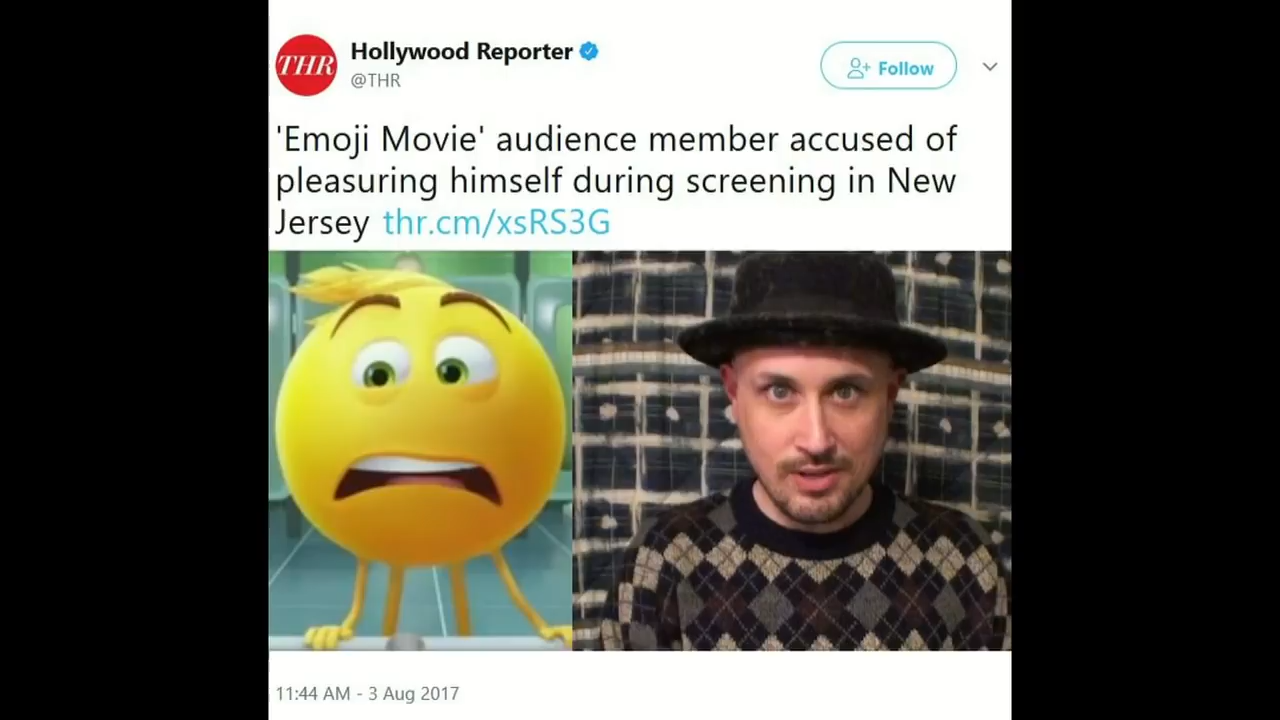 THR
Hollywood Reporter
@THR
Follow
'Emoji Movie' audience member accused of
pleasuring himself during screening in New
Jersey thr.cm/xsRS3G
11:44 AM - 3 Aug 2017